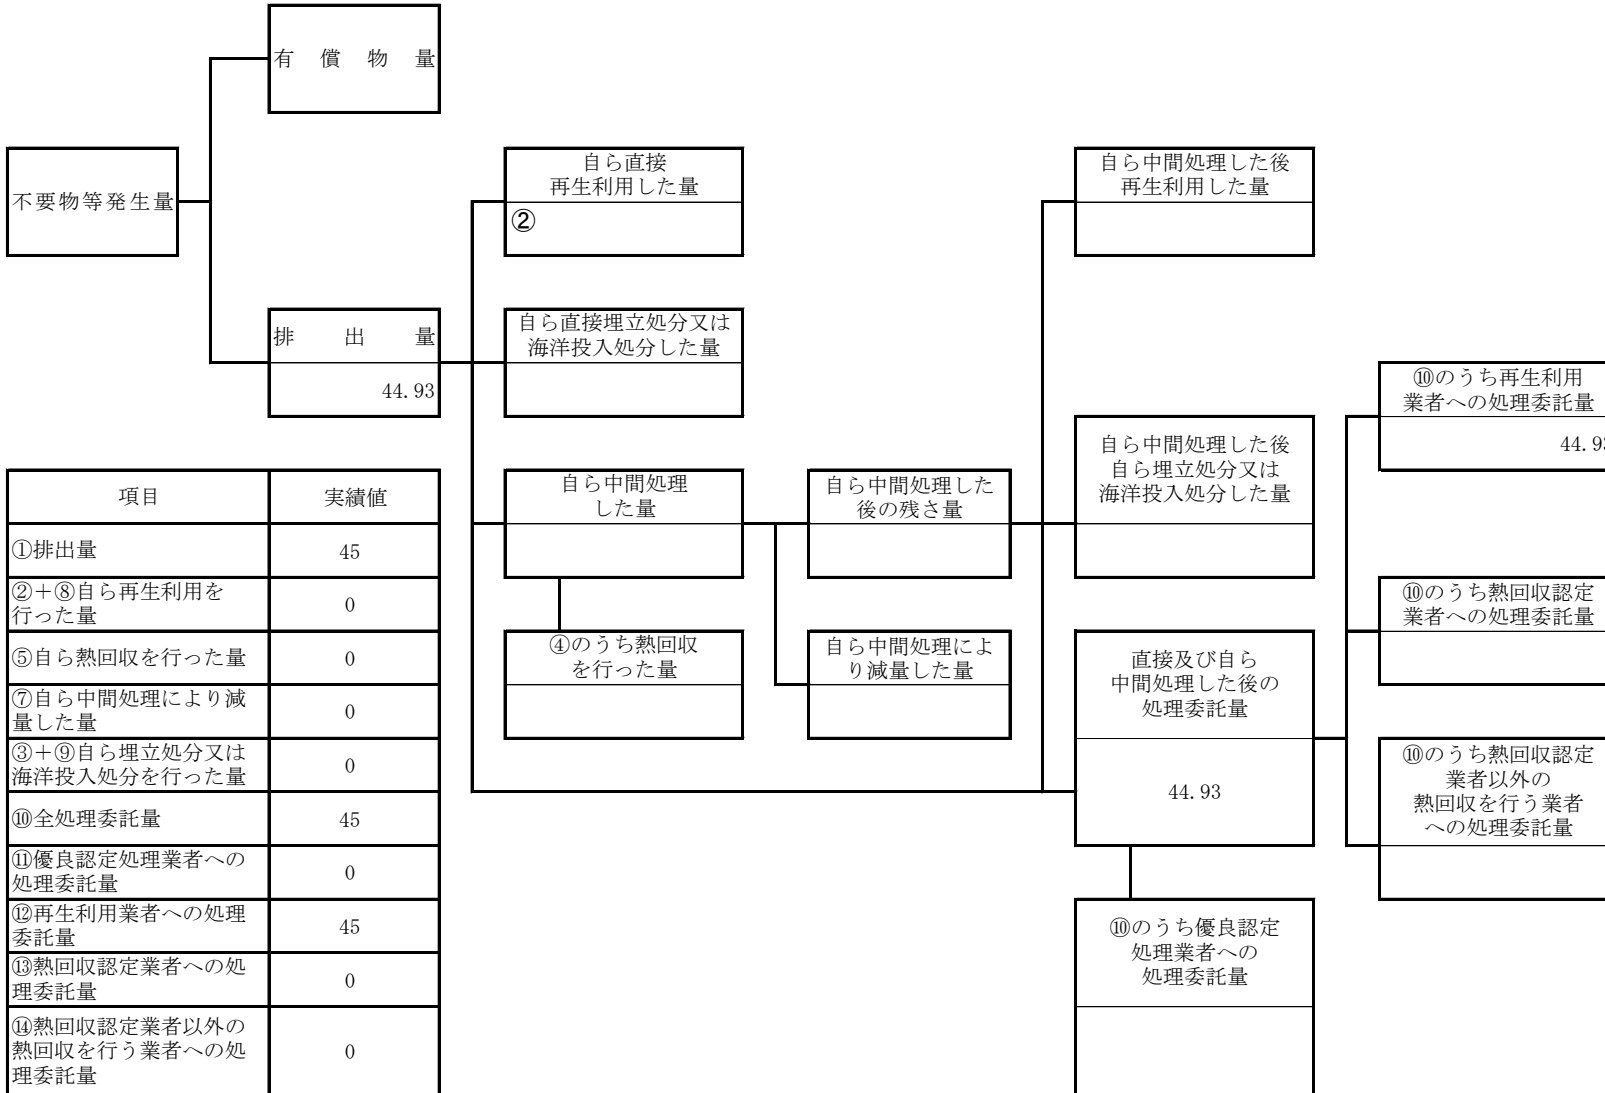 有償物量
不要物等発生量
自ら直接
再生利用した量
②
自ら中間処理した後
再生利用した量
排出量
44.93
自ら直接埋立処分又は
海洋投入処分した量
⑩のうち再生利用
業者への処理委託量
44.93
自ら中間処理した後
自ら埋立処分又は
海洋投入処分した量
自ら中間処理
した量
自ら中間処理した
後の残さ量
④のうち熱回収
を行った量
自ら中間処理によ
り減量した量
直接及び自ら
中間処理した後の
処理委託量
44.93
⑩のうち熱回収認定
業者への処理委託量
⑩のうち熱回収認定
業者以外の
熱回収を行う業者
への処理委託量
⑩のうち優良認定
処理業者への
処理委託量
項目 実績値
①排出量 45
②+⑧自ら再生利用を
行った量 0
⑤自ら熱回収を行った量 0
⑦自ら中間処理により減
量した量 0
③+⑨自ら埋立処分又は
海洋投入処分を行った量 0
⑩全処理委託量 45
⑪優良認定処理業者への
処理委託量 0
⑫再生利用業者への処理
委託量 45
⑬熱回収認定業者への処
理委託量 0
⑭熱回収認定業者以外の
熱回収を行う業者への処
理委託量 0